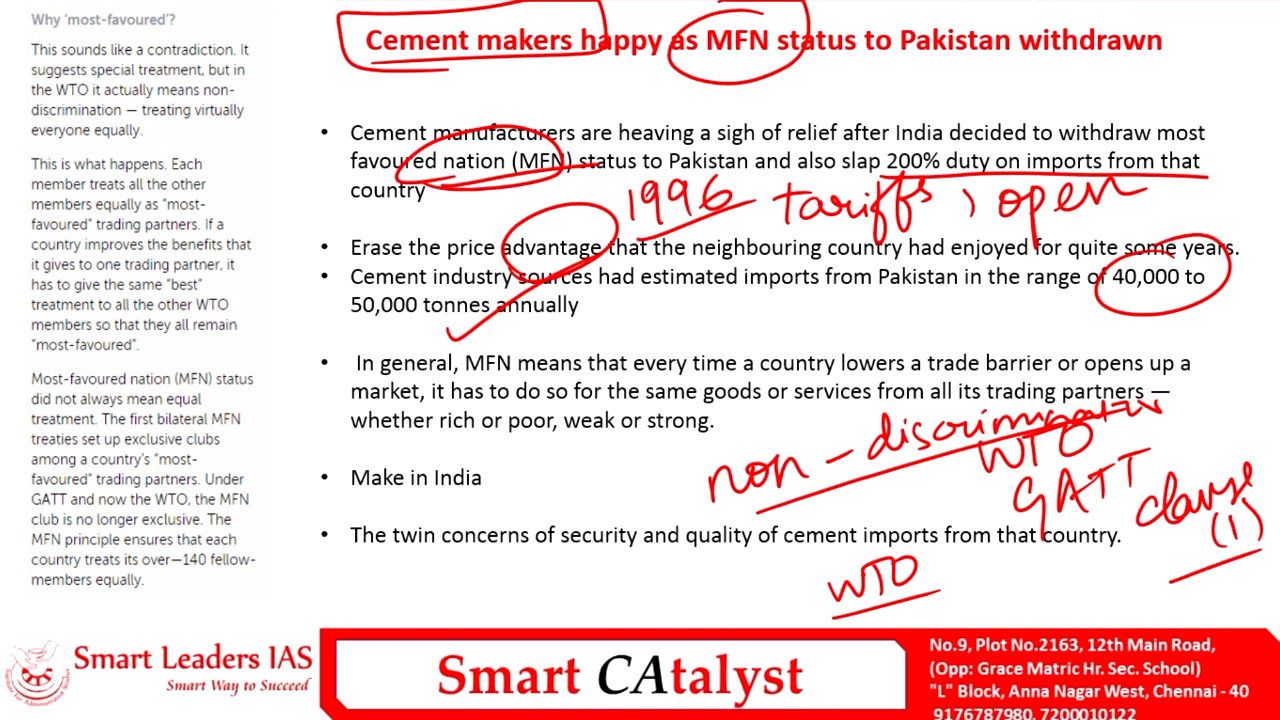 Why ‘most-favoured’?
This sounds like a contradiction. It
suggests special treatment, but in
the WTO it actually means non-
discrimination — treating virtually
everyone equally.
This is what happens. Each
member treats all the other
members equally as “most-
favoured” trading partners. If a
country improves the benefits that
it gives to one trading partner, it
has to give the same “best”
treatment to all the other WTO
members so that they all remain
“most-favoured”.
Most-favoured nation (MFN) status
did not always mean equal
treatment. The first bilateral MFN
treaties set up exclusive clubs
among a country’s “most-
favoured” trading partners. Under
GATT and now the WTO, the MFN
club is no longer exclusive. The
MFN principle ensures that each
country treats its over—140 fellow-
members equally.
Cement makers happy as MFN status to Pakistan withdrawn
• Cement manufacturers are heaving a sigh of relief after India decided to withdraw most
favoured nation (MFN) status to Pakistan and also slap 200% duty on imports from that
country
1996 tariffs, open
• Erase the price advantage that the neighbouring country had enjoyed for quite some years.
• Cement industry sources had estimated imports from Pakistan in the range of 40,000 to
50,000 tonnes annually
• In general, MFN means that every time a country lowers a trade barrier or opens up a
market, it has to do so for the same goods or services from all its trading partners —
whether rich or poor, weak or strong.
non-discrimination
WTO
GATT
clause
(1)
• Make in India
• The twin concerns of security and quality of cement imports from that country.
WTO
Smart Leaders IAS
Smart Way to Succeed
Smart CAtalyst
No.9, Plot No.2163, 12th Main Road,
(Opp: Grace Matric Hr. Sec. School)
"L" Block, Anna Nagar West, Chennai - 40
9176787980, 7200010122